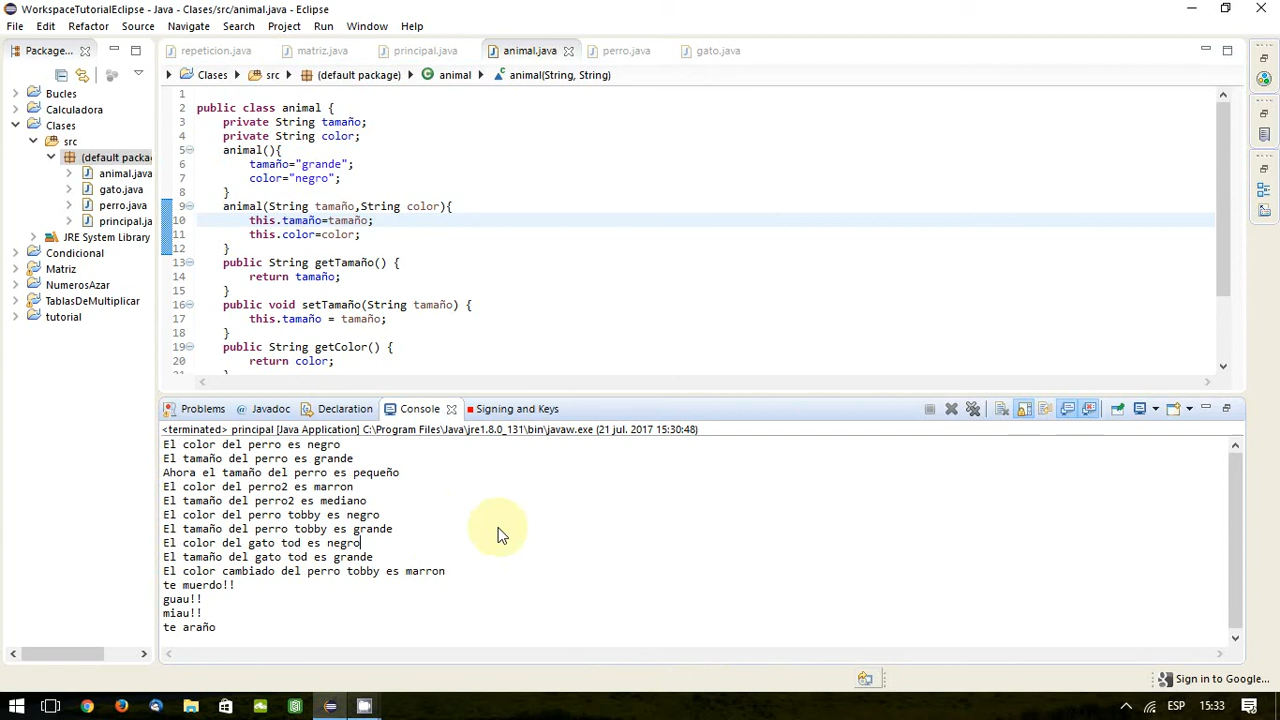 WorkspaceTutorialEclipse - Java - Clases/src/animal.java - Eclipse
File Edit Refactor Source Navigate Search Project Run Window Help
Package...
repeticion.java matriz.java principal.java animal.java perro.java gato.java
Clases src (default package) animal animal(String, String)
Bucles
Calculadora
Clases
src
(default packa
animal.java
gato.java
perro.java
principal.ja
JRE System Library
Condicional
Matriz
NumerosAzar
TablasDeMultiplicar
tutorial
1
2 public class animal {
3 private String tamaño;
4 private String color;
5 animal(){
6 tamaño="grande";
7 color="negro";
8 }
9 animal(String tamaño,String color){
10 this.tamaño=tamaño;
11 this.color=color;
12 }
13 public String getTamaño() {
14 return tamaño;
15 }
16 public void setTamaño(String tamaño) {
17 this.tamaño = tamaño;
18 }
19 public String getColor() {
20 return color;
Problems Javadoc Declaration Console Signing and Keys
<terminated> principal [Java Application] C:\Program Files\Java\jre1.8.0_131\bin\javaw.exe (21 jul. 2017 15:30:48)
El color del perro es negro
El tamaño del perro es grande
Ahora el tamaño del perro es pequeño
El color del perro2 es marron
El tamaño del perro2 es mediano
El color del perro tobby es negro
El tamaño del perro tobby es grande
El color del gato tod es negro
El tamaño del gato tod es grande
El color cambiado del perro tobby es marron
te muerdo!!
guau!!
miau!!
te araño
Sign in to Google...
ESP 15:33